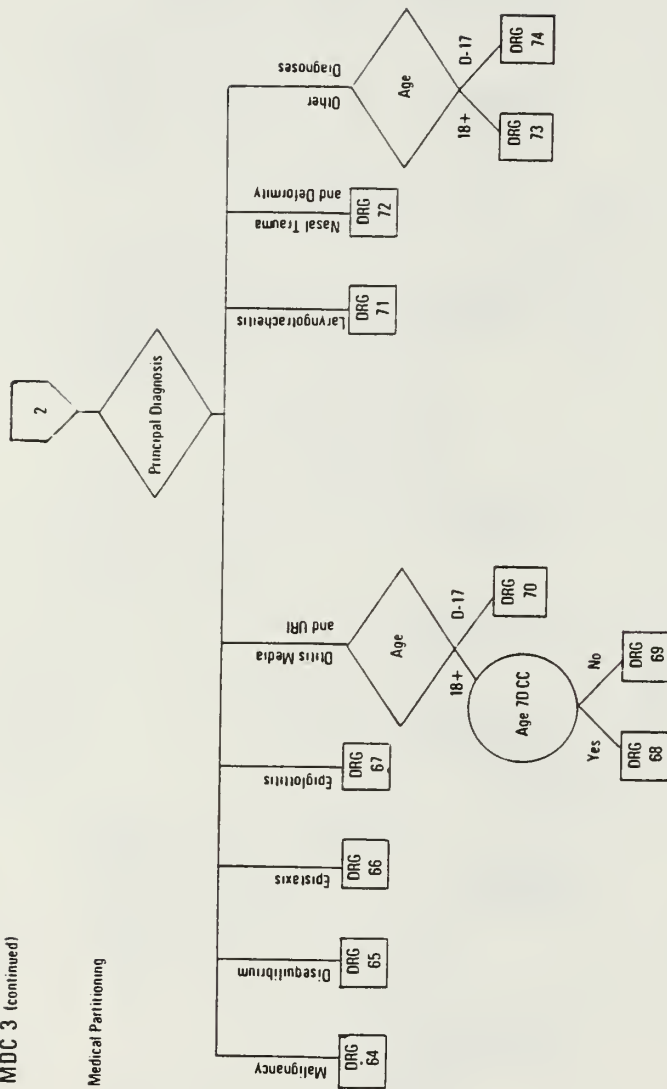 MDC 3 (continued)
Medical Partitioning
2
Principal Diagnosis
Malignancy
DRG
64
Disequilibrium
DRG
65
Epistaxis
DRG
66
Epiglottitis
DRG
67
Otitis Media
and URI
Age
18+
0-17
DRG
70
Age 70 CC
Yes
No
DRG
68
DRG
69
Laryngotracheitis
DRG
71
Nasal Trauma
and Deformity
DRG
72
Other
Diagnoses
Age
18+
0-17
DRG
73
DRG
74